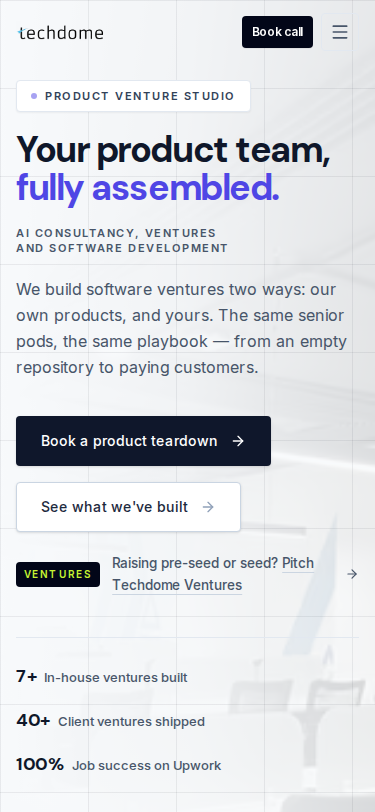 techdome
Book call
PRODUCT VENTURE STUDIO
Your product team,
fully assembled.
AI CONSULTANCY, VENTURES
AND SOFTWARE DEVELOPMENT
We build software ventures two ways: our
own products, and yours. The same senior
pods, the same playbook — from an empty
repository to paying customers.
Book a product teardown →
See what we've built →
VENTURES
Raising pre-seed or seed? Pitch
Techdome Ventures →
7+ In-house ventures built
40+ Client ventures shipped
100% Job success on Upwork